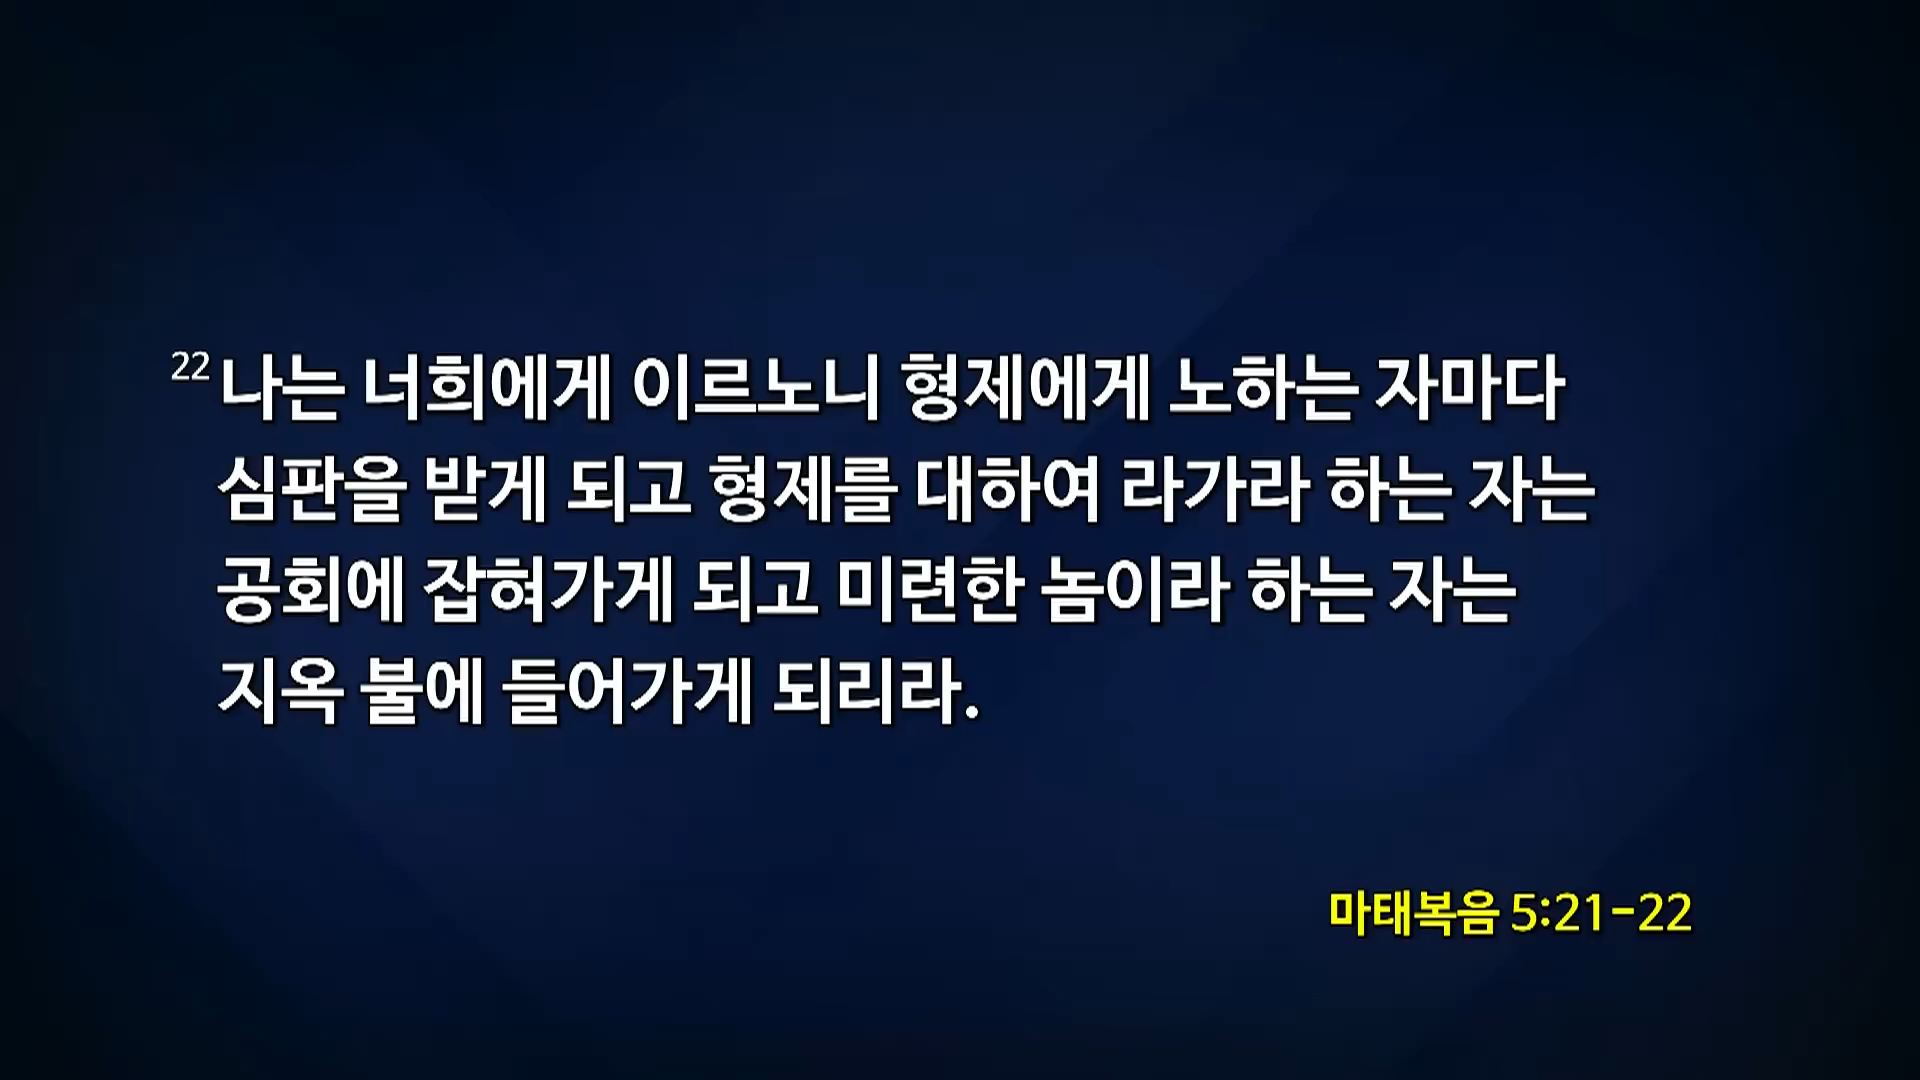 22 나는 너희에게 이르노니 형제에게 노하는 자마다
심판을 받게 되고 형제를 대하여 라가라 하는 자는
공회에 잡혀가게 되고 미련한 놈이라 하는 자는
지옥 불에 들어가게 되리라.
마태복음 5:21-22